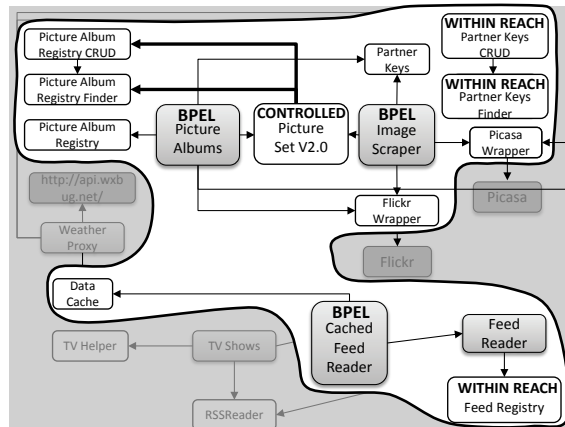 Picture Album
Registry CRUD
Picture Album
Registry Finder
Picture Album
Registry
BPEL
Picture
Albums
CONTROLLED
Picture
Set V2.0
Partner
Keys
BPEL
Image
Scraper
WITHIN REACH
Partner Keys
CRUD
WITHIN REACH
Partner Keys
Finder
Picasa
Wrapper
Picasa
http://api.wxb
ug.net/
Weather
Proxy
Flickr
Wrapper
Flickr
Data
Cache
TV Helper
TV Shows
RSSReader
BPEL
Cached
Feed
Reader
Feed
Reader
WITHIN REACH
Feed Registry